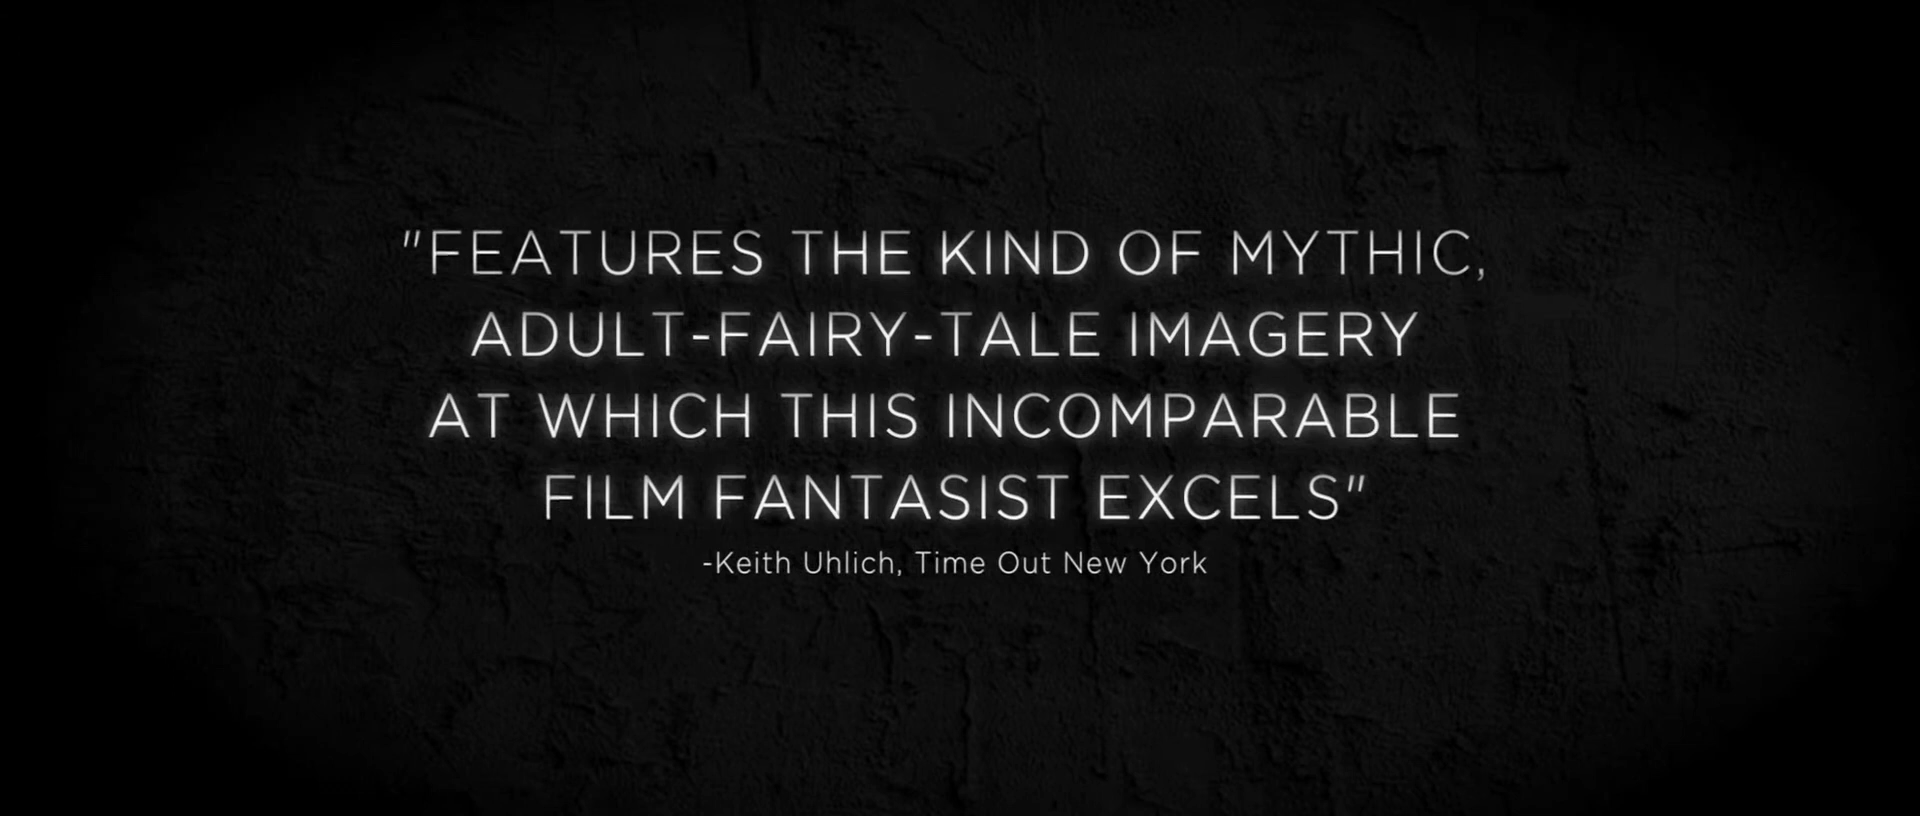 "FEATURES THE KIND OF MYTHIC,
ADULT-FAIRY-TALE IMAGERY
AT WHICH THIS INCOMPARABLE
FILM FANTASIST EXCELS"
-Keith Uhlich, Time Out New York